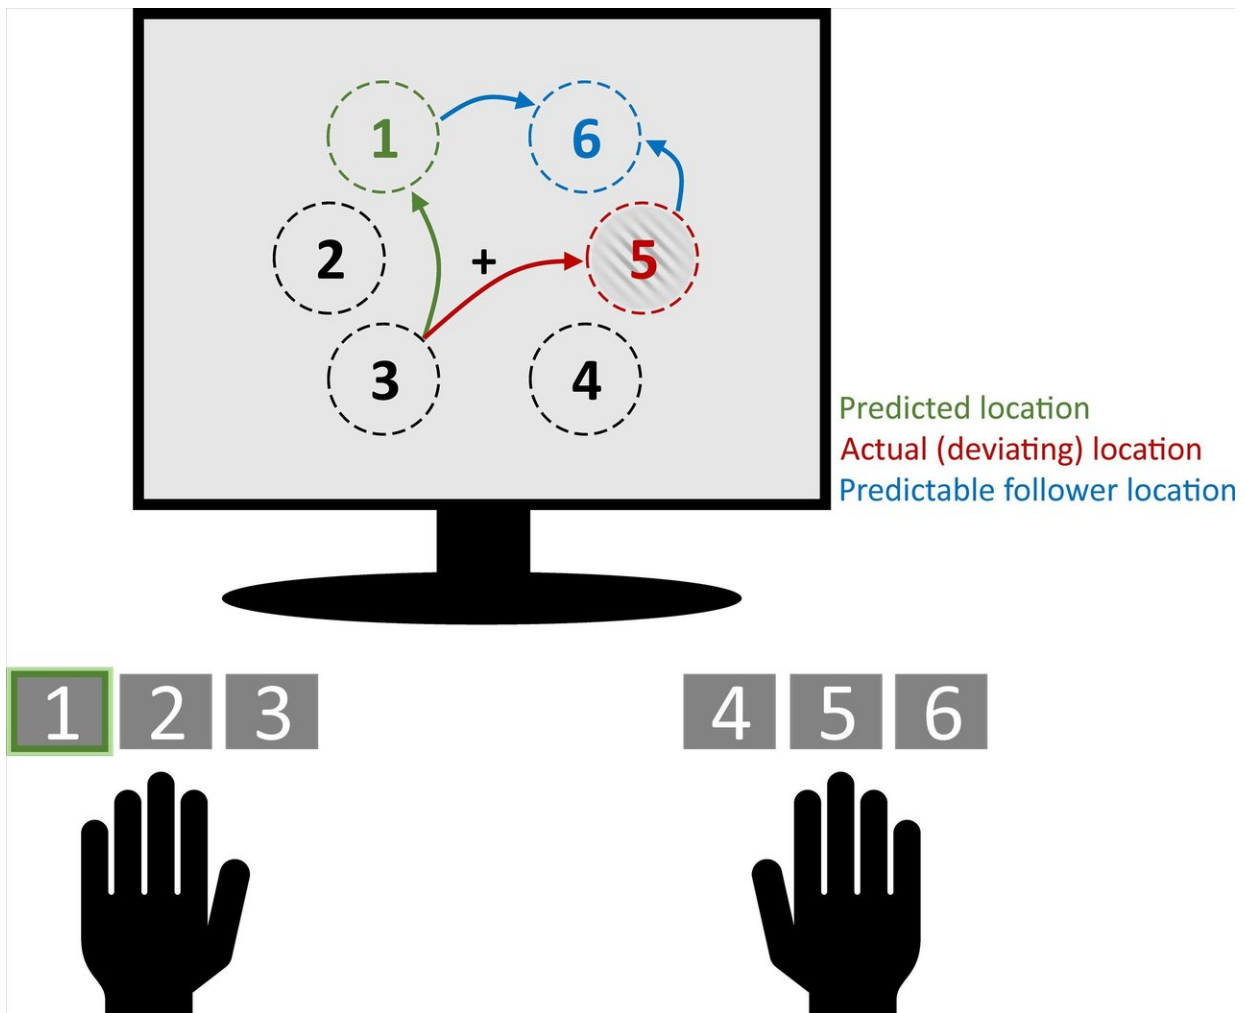 1 6
2 + 5
3 4
Predicted location
Actual (deviating) location
Predictable follower location
1 2 3 4 5 6